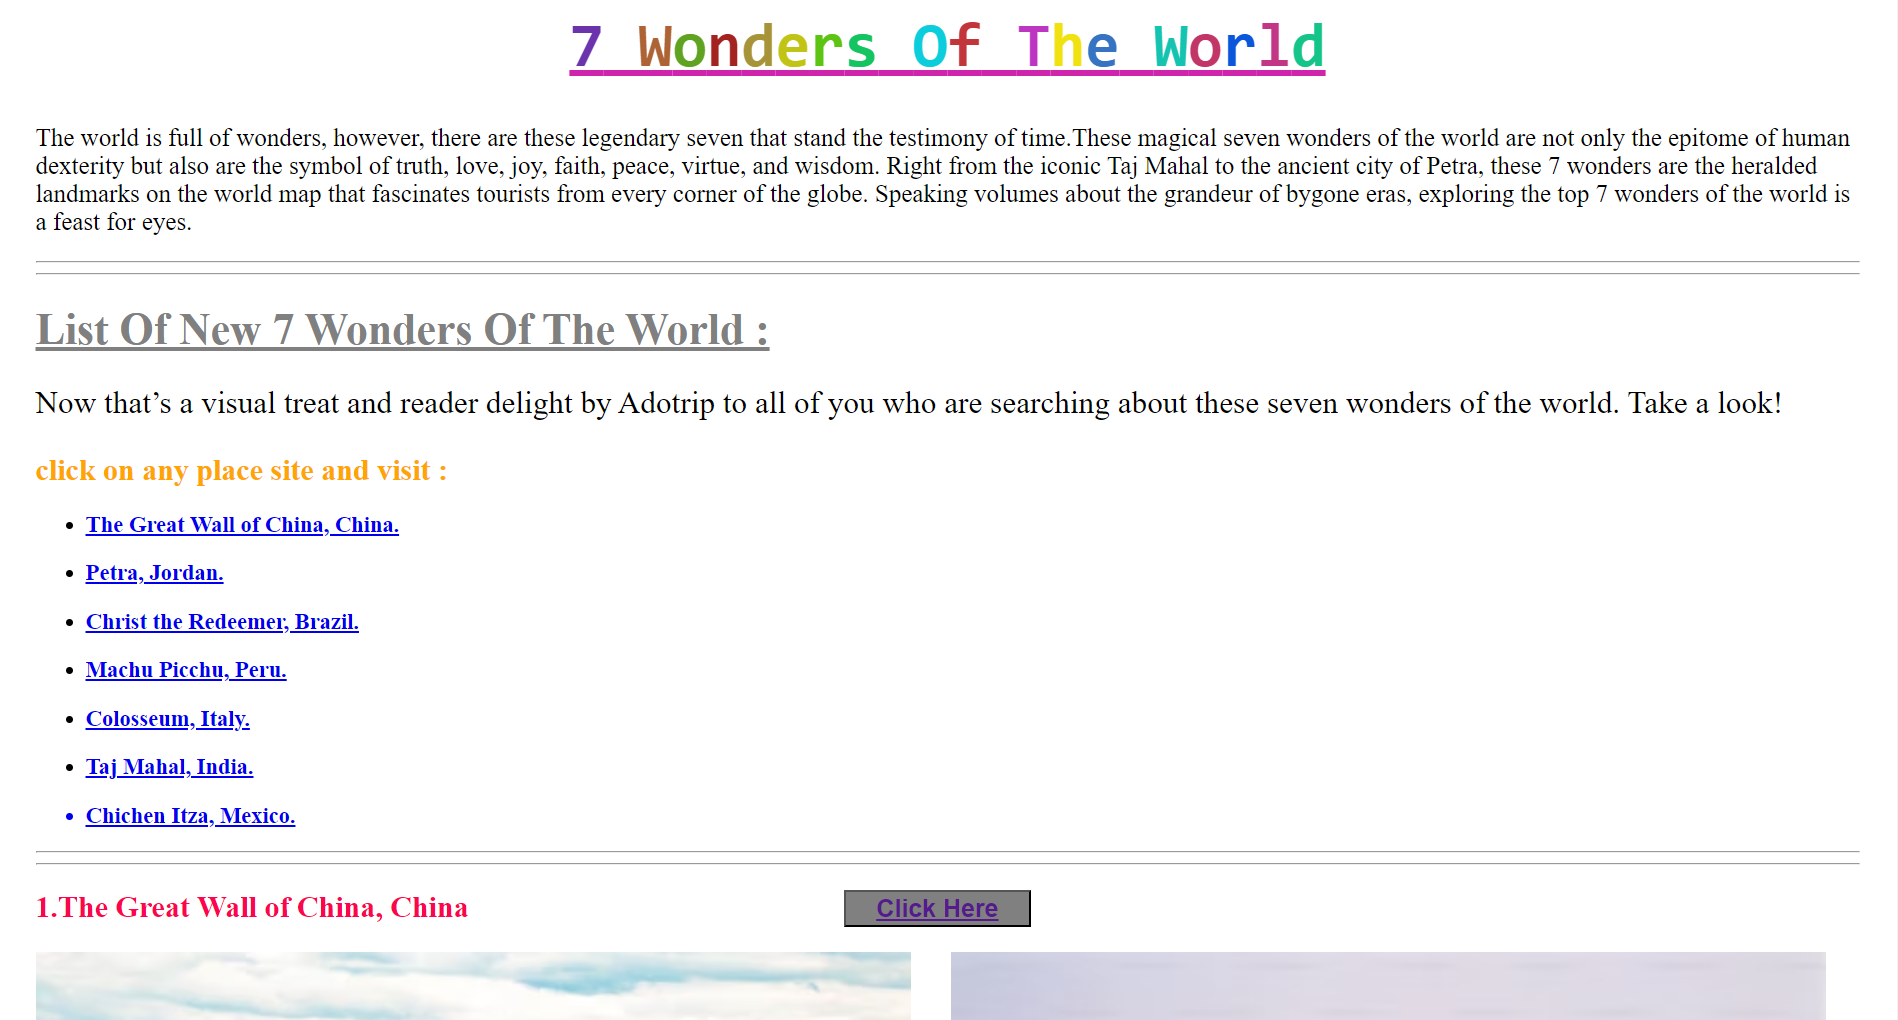 7 Wonders Of The World
The world is full of wonders, however, there are these legendary seven that stand the testimony of time.These magical seven wonders of the world are not only the epitome of human
dexterity but also are the symbol of truth, love, joy, faith, peace, virtue, and wisdom. Right from the iconic Taj Mahal to the ancient city of Petra, these 7 wonders are the heralded
landmarks on the world map that fascinates tourists from every corner of the globe. Speaking volumes about the grandeur of bygone eras, exploring the top 7 wonders of the world is
a feast for eyes.
List Of New 7 Wonders Of The World :
Now that’s a visual treat and reader delight by Adotrip to all of you who are searching about these seven wonders of the world. Take a look!
click on any place site and visit :
• The Great Wall of China, China.
• Petra, Jordan.
• Christ the Redeemer, Brazil.
• Machu Picchu, Peru.
• Colosseum, Italy.
• Taj Mahal, India.
• Chichen Itza, Mexico.
1.The Great Wall of China, China
Click Here